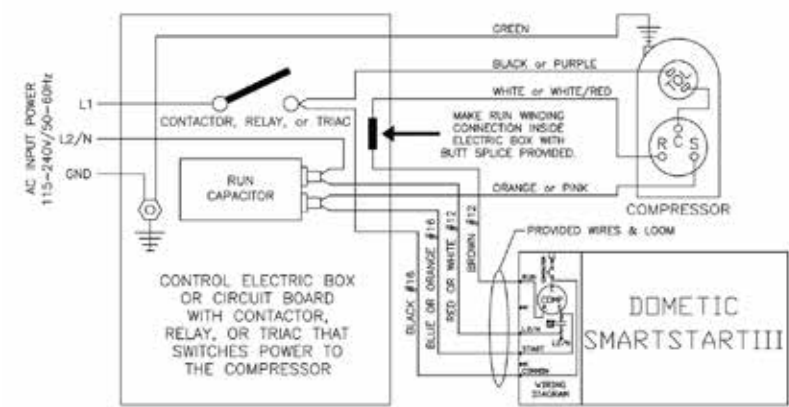 GREEN
BLACK or PURPLE
WHITE or WHITE/RED
AC INPUT POWER
115-240V/50-60Hz
L1
CONTACTOR, RELAY, or TRIAC
MAKE RUN WINDING
CONNECTION INSIDE
ELECTRIC BOX WITH
BUTT SPLICE PROVIDED.
L2/N
GND
RUN
CAPACITOR
R C S
ORANGE or PINK
COMPRESSOR
PROVIDED WIRES & LOOM
BLACK #16
BLUE OR ORANGE #16
RED OR WHITE #12
BROWN #12
CONTROL ELECTRIC BOX
OR CIRCUIT BOARD
WITH CONTACTOR,
RELAY, OR TRIAC THAT
SWITCHES POWER TO
THE COMPRESSOR
RUN
COMP
L2/N
L2/N
START
COMMON
WIRING
DIAGRAM
DOMETIC
SMARTSTARTIII